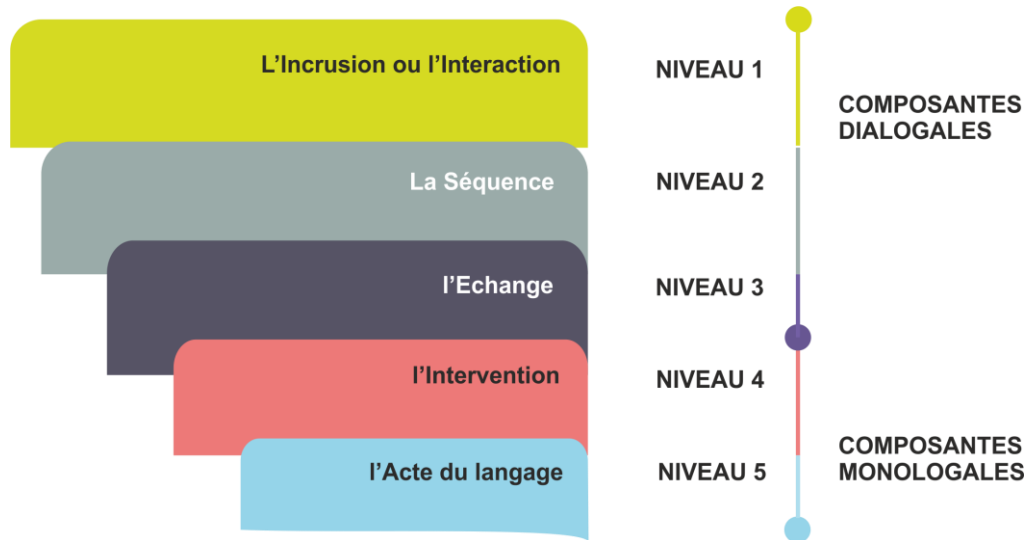 L'Incrusion ou l'Interaction
NIVEAU 1
COMPOSANTES
DIALOGALES
La Séquence
NIVEAU 2
l'Echange
NIVEAU 3
l'Intervention
NIVEAU 4
l'Acte du langage
NIVEAU 5
COMPOSANTES
MONOLOGALES